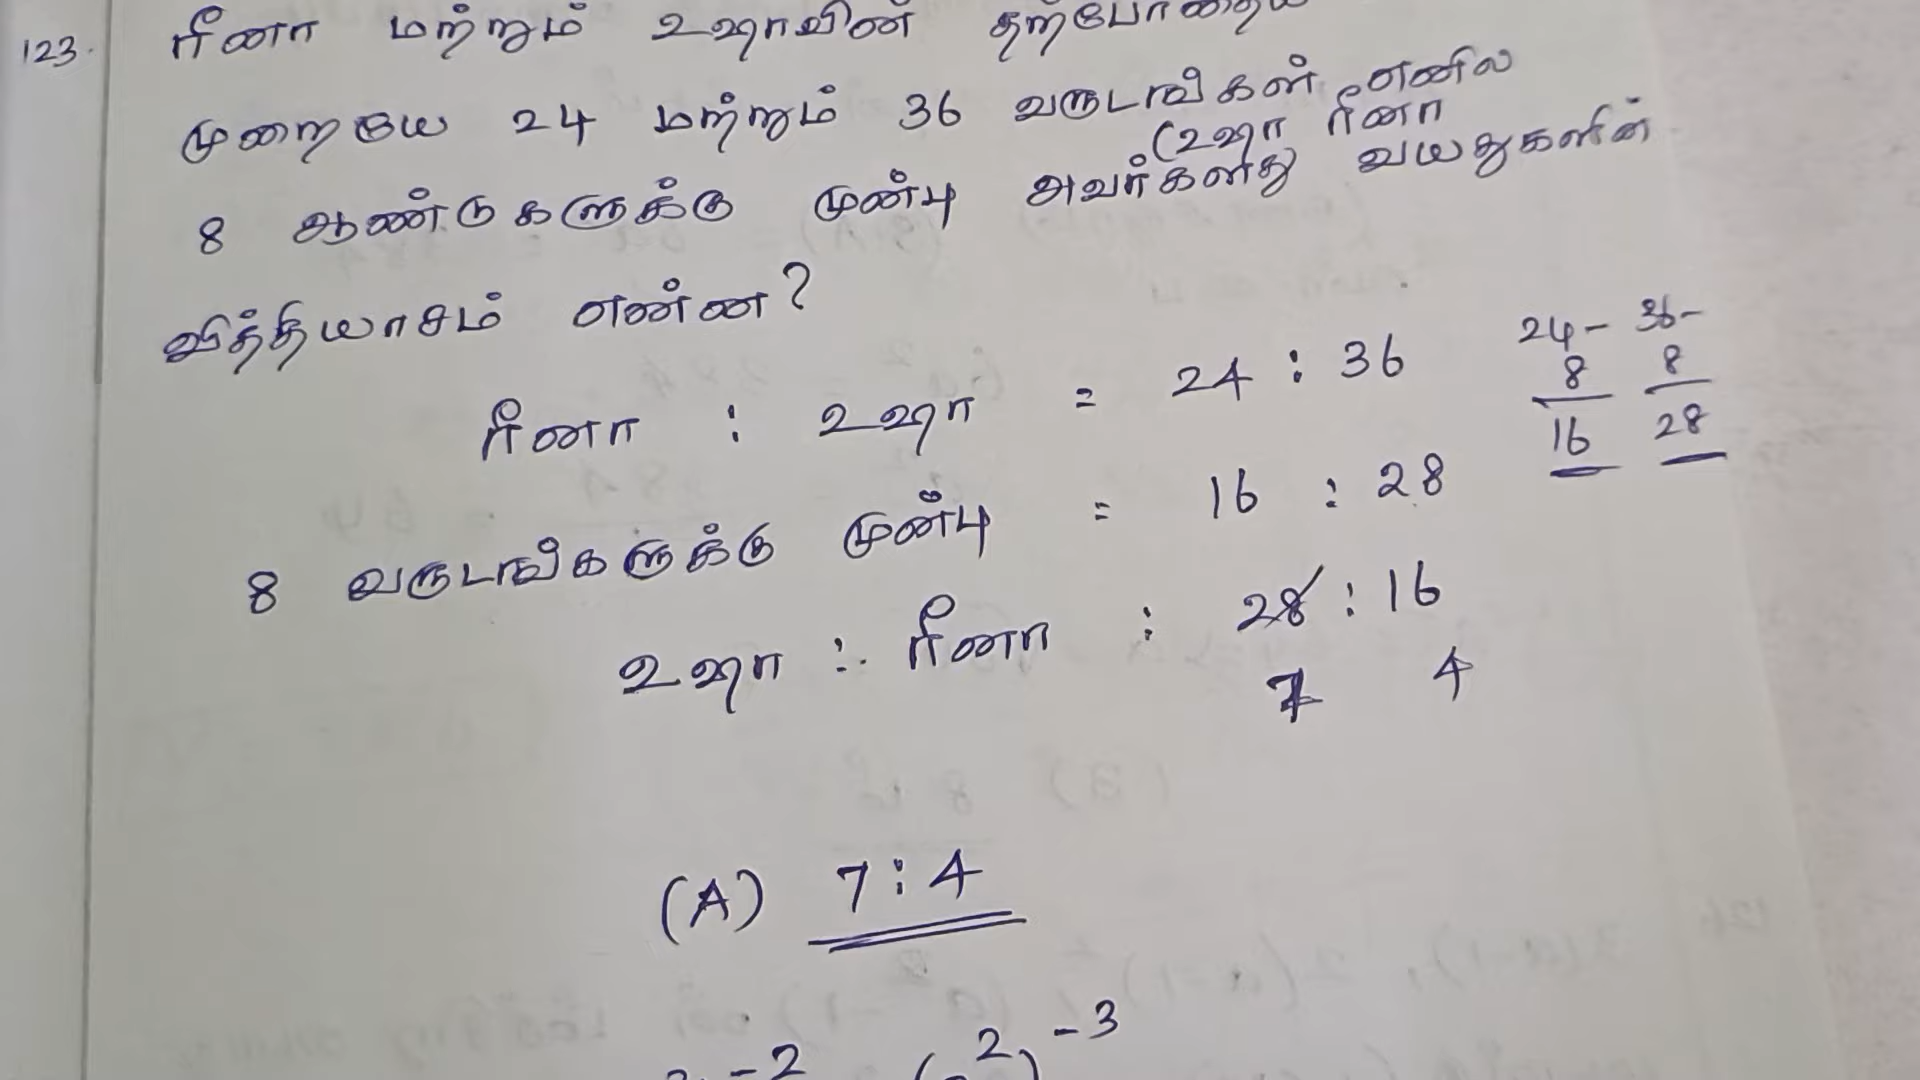 123. ரீனா மற்றும் உஷாவின்
முறையே 24 மற்றும் 36 வருடங்கள் எனில
(உஷா ரீனா
8 ஆண்டுகளுக்கு முன்பு அவர்களது வயதுகளின்
வித்தியாசம் என்ன?
ரீனா : உஷா = 24 : 36
24 - 36 -
8 8
16 28
8 வருடங்களுக்கு முன்பு = 16 : 28
உஷா : ரீனா : 28 : 16
7 4
(A) 7 : 4